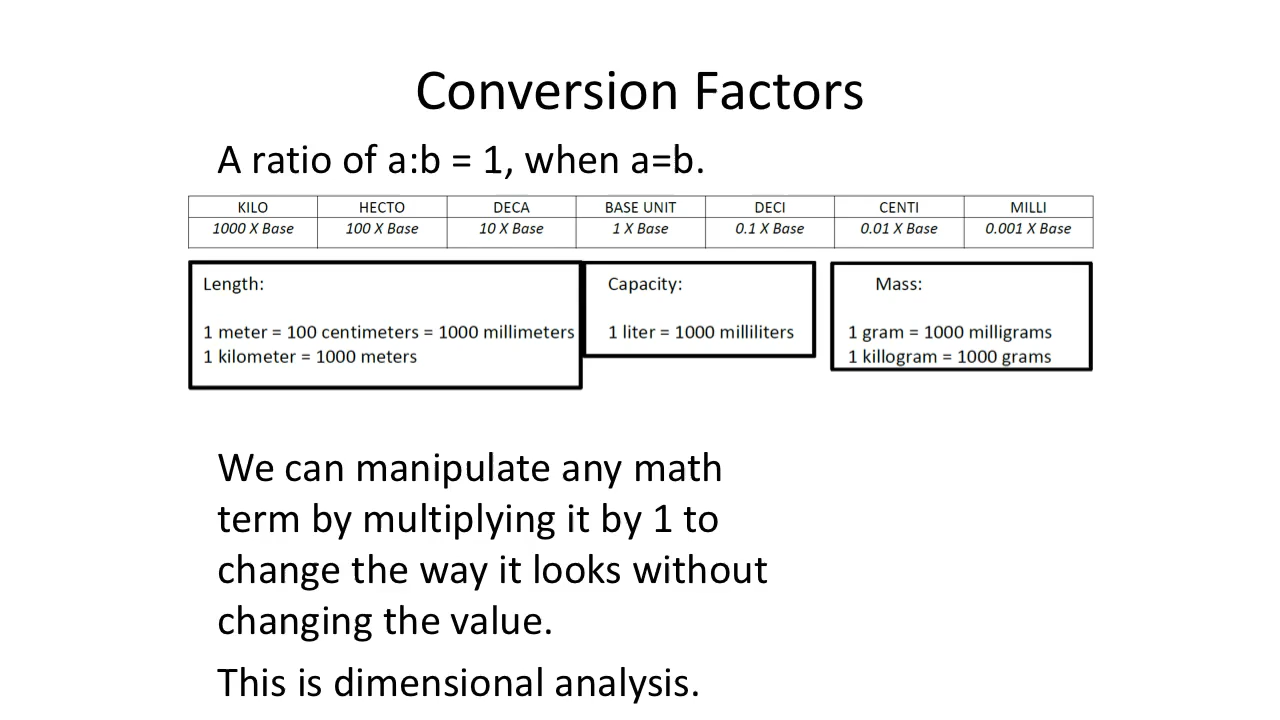 Conversion Factors
A ratio of a:b = 1, when a=b.
KILO HECTO DECA BASE UNIT DECI CENTI MILLI
1000 X Base 100 X Base 10 X Base 1 X Base 0.1 X Base 0.01 X Base 0.001 X Base
Length:
1 meter = 100 centimeters = 1000 millimeters
1 kilometer = 1000 meters
Capacity:
1 liter = 1000 milliliters
Mass:
1 gram = 1000 milligrams
1 killogram = 1000 grams
We can manipulate any math
term by multiplying it by 1 to
change the way it looks without
changing the value.
This is dimensional analysis.